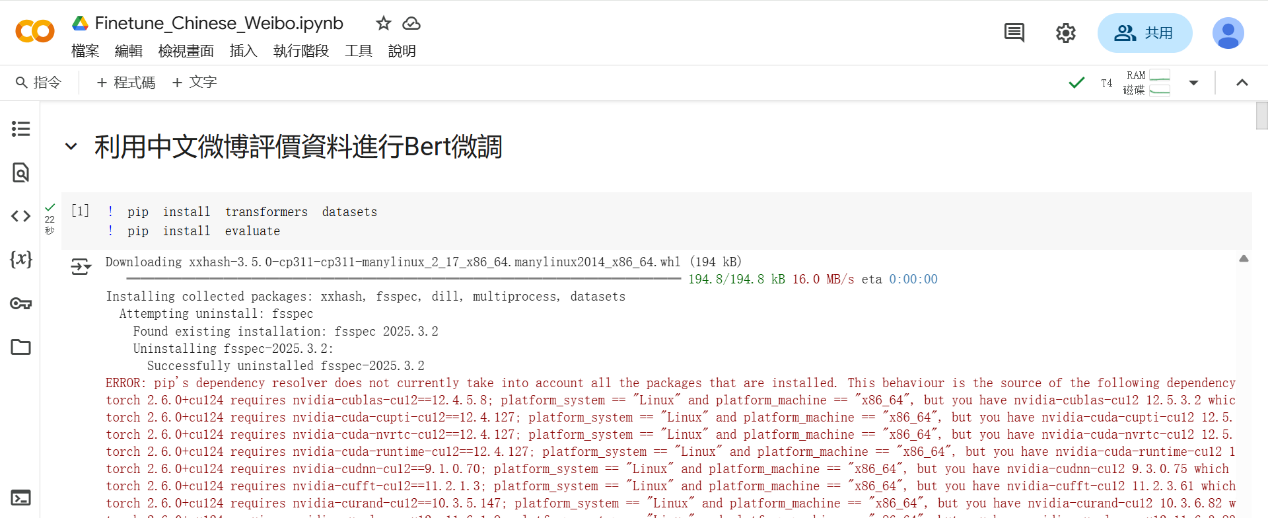 Finetune_Chinese_Weibo.ipynb
檔案 編輯 檢視畫面 插入 執行階段 工具 說明
共用
指令 + 程式碼 + 文字
T4 RAM 磁碟
利用中文微博評價資料進行Bert微調
[1] ! pip install transformers datasets
! pip install evaluate
22 秒
Downloading xxhash-3.5.0-cp311-cp311-manylinux_2_17_x86_64.manylinux2014_x86_64.whl (194 kB)
194.8/194.8 kB 16.0 MB/s eta 0:00:00
Installing collected packages: xxhash, fsspec, dill, multiprocess, datasets
Attempting uninstall: fsspec
Found existing installation: fsspec 2025.3.2
Uninstalling fsspec-2025.3.2:
Successfully uninstalled fsspec-2025.3.2
ERROR: pip's dependency resolver does not currently take into account all the packages that are installed. This behaviour is the source of the following dependency
torch 2.6.0+cu124 requires nvidia-cublas-cu12==12.4.5.8; platform_system == "Linux" and platform_machine == "x86_64", but you have nvidia-cublas-cu12 12.5.3.2 whic
torch 2.6.0+cu124 requires nvidia-cuda-cupti-cu12==12.4.127; platform_system == "Linux" and platform_machine == "x86_64", but you have nvidia-cuda-cupti-cu12 12.5.
torch 2.6.0+cu124 requires nvidia-cuda-nvrtc-cu12==12.4.127; platform_system == "Linux" and platform_machine == "x86_64", but you have nvidia-cuda-nvrtc-cu12 12.5.
torch 2.6.0+cu124 requires nvidia-cuda-runtime-cu12==12.4.127; platform_system == "Linux" and platform_machine == "x86_64", but you have nvidia-cuda-runtime-cu12 1
torch 2.6.0+cu124 requires nvidia-cudnn-cu12==9.1.0.70; platform_system == "Linux" and platform_machine == "x86_64", but you have nvidia-cudnn-cu12 9.3.0.75 which
torch 2.6.0+cu124 requires nvidia-cufft-cu12==11.2.1.3; platform_system == "Linux" and platform_machine == "x86_64", but you have nvidia-cufft-cu12 11.2.3.61 which
torch 2.6.0+cu124 requires nvidia-curand-cu12==10.3.5.147; platform_system == "Linux" and platform_machine == "x86_64", but you have nvidia-curand-cu12 10.3.6.82 w